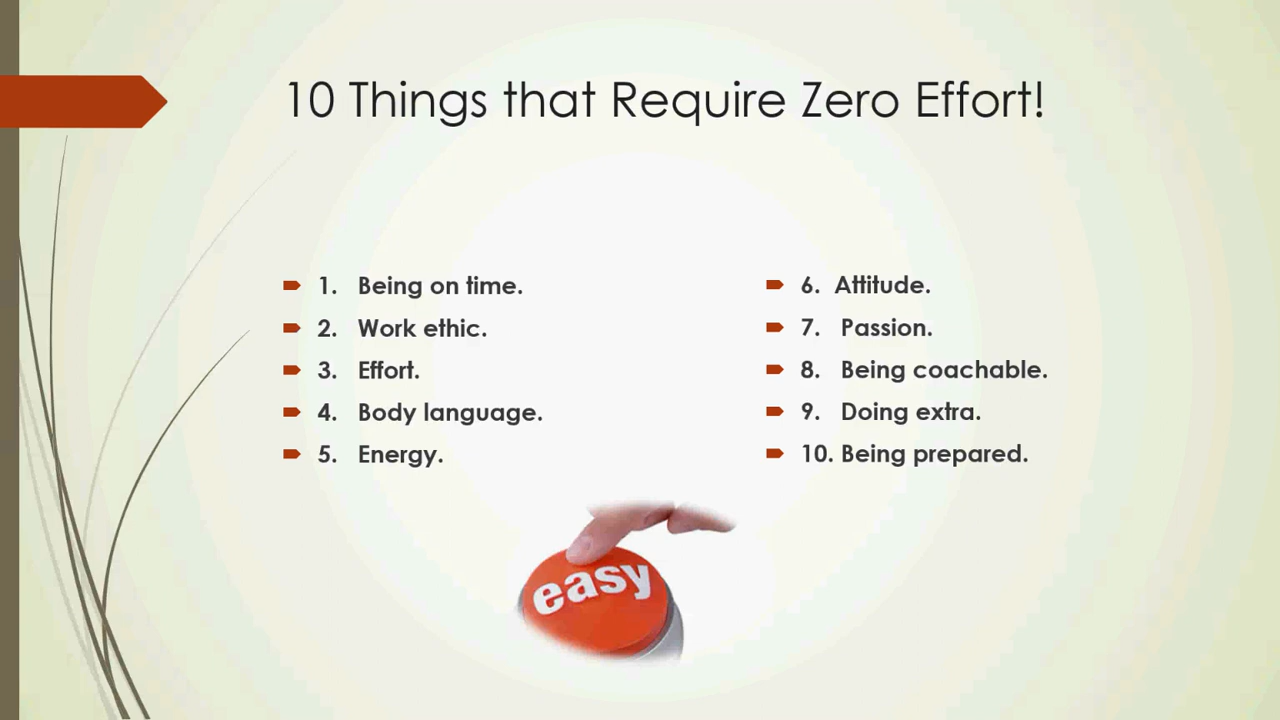 10 Things that Require Zero Effort!
1. Being on time.
2. Work ethic.
3. Effort.
4. Body language.
5. Energy.
6. Attitude.
7. Passion.
8. Being coachable.
9. Doing extra.
10. Being prepared.
easy